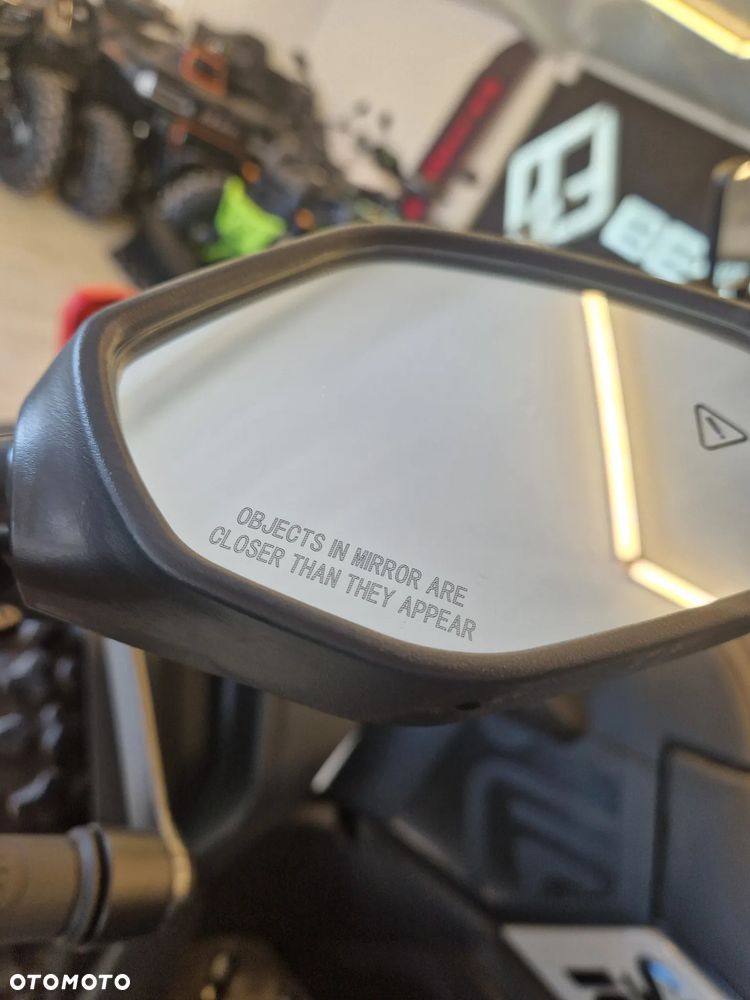 OBJECTS IN MIRROR ARE
CLOSER THAN THEY APPEAR
OTOMOTO